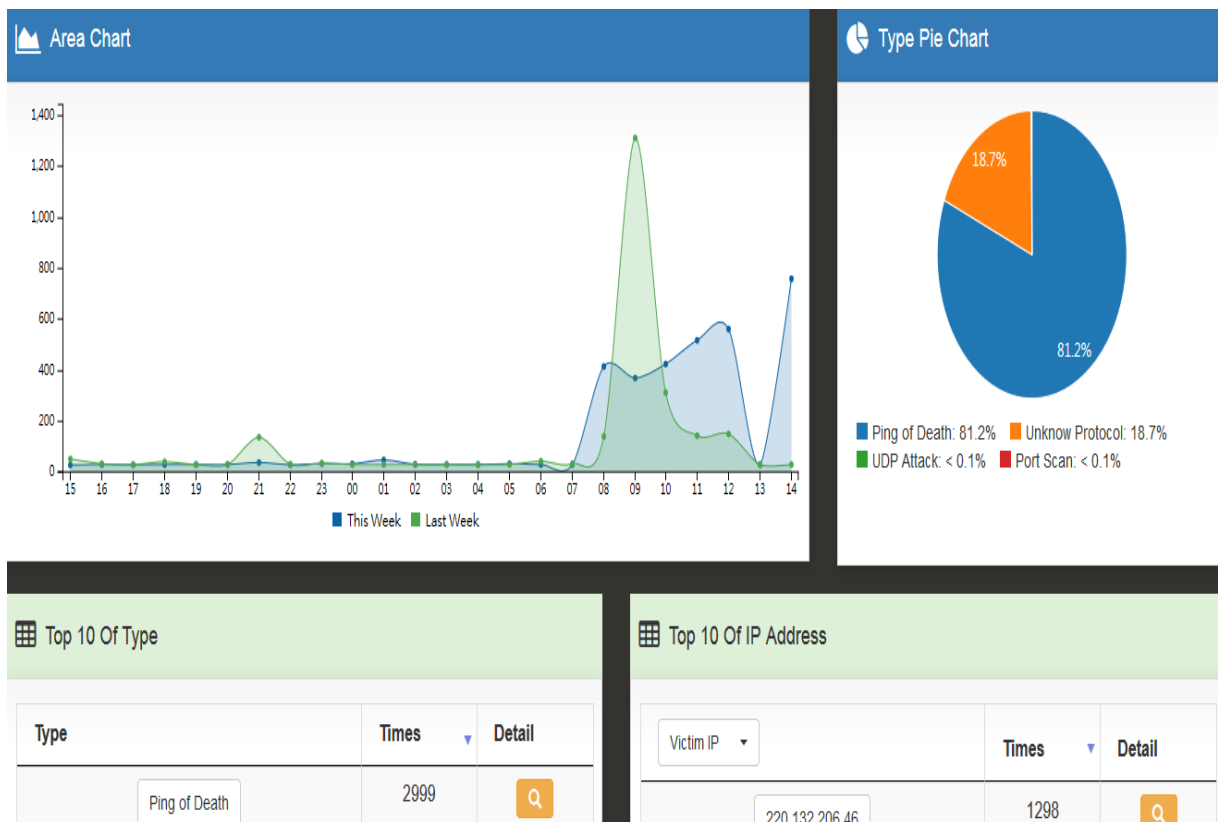 Area Chart
1,400
1,200
1,000
800
600
400
200
0
15 16 17 18 19 20 21 22 23 00 01 02 03 04 05 06 07 08 09 10 11 12 13 14
This Week Last Week
Type Pie Chart
18.7%
81.2%
Ping of Death: 81.2% Unknow Protocol: 18.7%
UDP Attack: < 0.1% Port Scan: < 0.1%
Top 10 Of Type
Type Times Detail
Ping of Death 2999
Top 10 Of IP Address
Victim IP Times Detail
220.132.206.46 1298